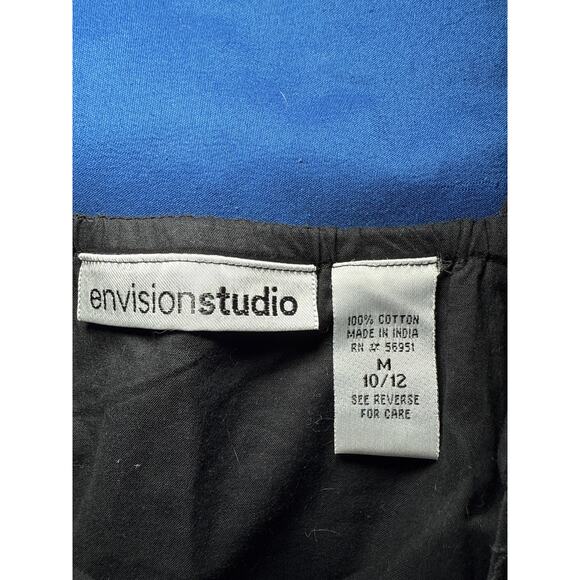 envisionstudio
100% COTTON
MADE IN INDIA
RN # 56951
M
10/12
SEE REVERSE
FOR CARE